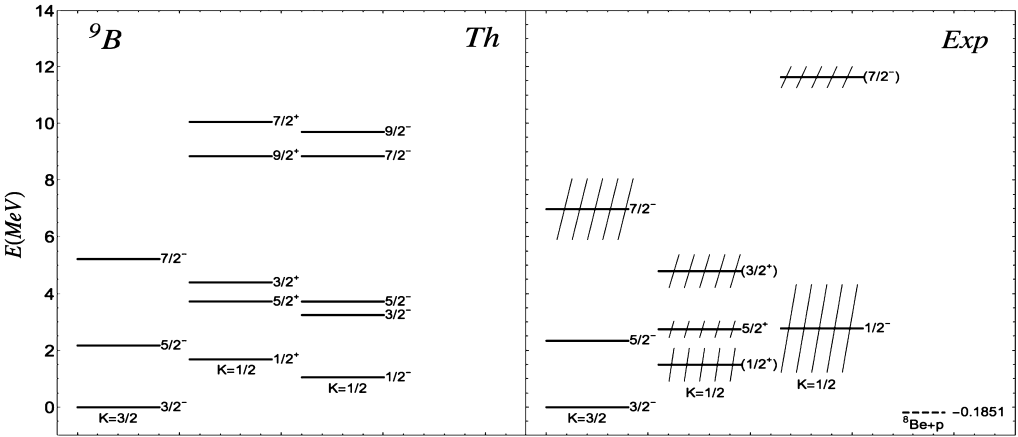 14
12
10
8
6
4
2
0
E(MeV)
⁹B
Th
7/2⁺
9/2⁻
9/2⁺
7/2⁻
7/2⁻
3/2⁺
5/2⁺
5/2⁻
3/2⁻
5/2⁻
1/2⁺
K=1/2
1/2⁻
K=1/2
3/2⁻
K=3/2
Exp
(7/2⁻)
7/2⁻
(3/2⁺)
5/2⁺
1/2⁻
5/2⁻
(1/2⁺)
K=1/2
K=1/2
3/2⁻
K=3/2
−0.1851
⁸Be+p